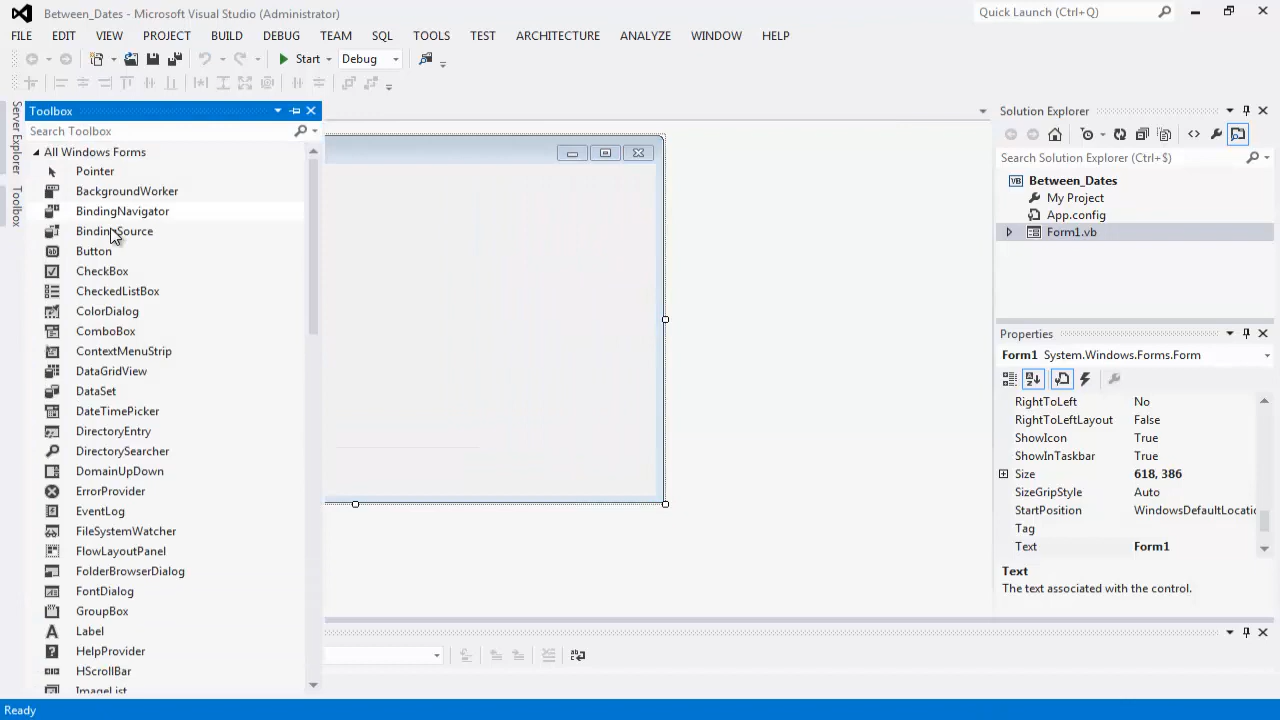 Between_Dates - Microsoft Visual Studio (Administrator)
Quick Launch (Ctrl+Q)
FILE EDIT VIEW PROJECT BUILD DEBUG TEAM SQL TOOLS TEST ARCHITECTURE ANALYZE WINDOW HELP
Start Debug
Server Explorer
Toolbox
Toolbox
Search Toolbox
All Windows Forms
Pointer
BackgroundWorker
BindingNavigator
BindingSource
Button
CheckBox
CheckedListBox
ColorDialog
ComboBox
ContextMenuStrip
DataGridView
DataSet
DateTimePicker
DirectoryEntry
DirectorySearcher
DomainUpDown
ErrorProvider
EventLog
FileSystemWatcher
FlowLayoutPanel
FolderBrowserDialog
FontDialog
GroupBox
Label
HelpProvider
HScrollBar
ImageList
Solution Explorer
Search Solution Explorer (Ctrl+$)
Between_Dates
My Project
App.config
Form1.vb
Properties
Form1 System.Windows.Forms.Form
RightToLeft No
RightToLeftLayout False
ShowIcon True
ShowInTaskbar True
Size 618, 386
SizeGripStyle Auto
StartPosition WindowsDefaultLocatic
Tag
Text Form1
Text
The text associated with the control.
Ready